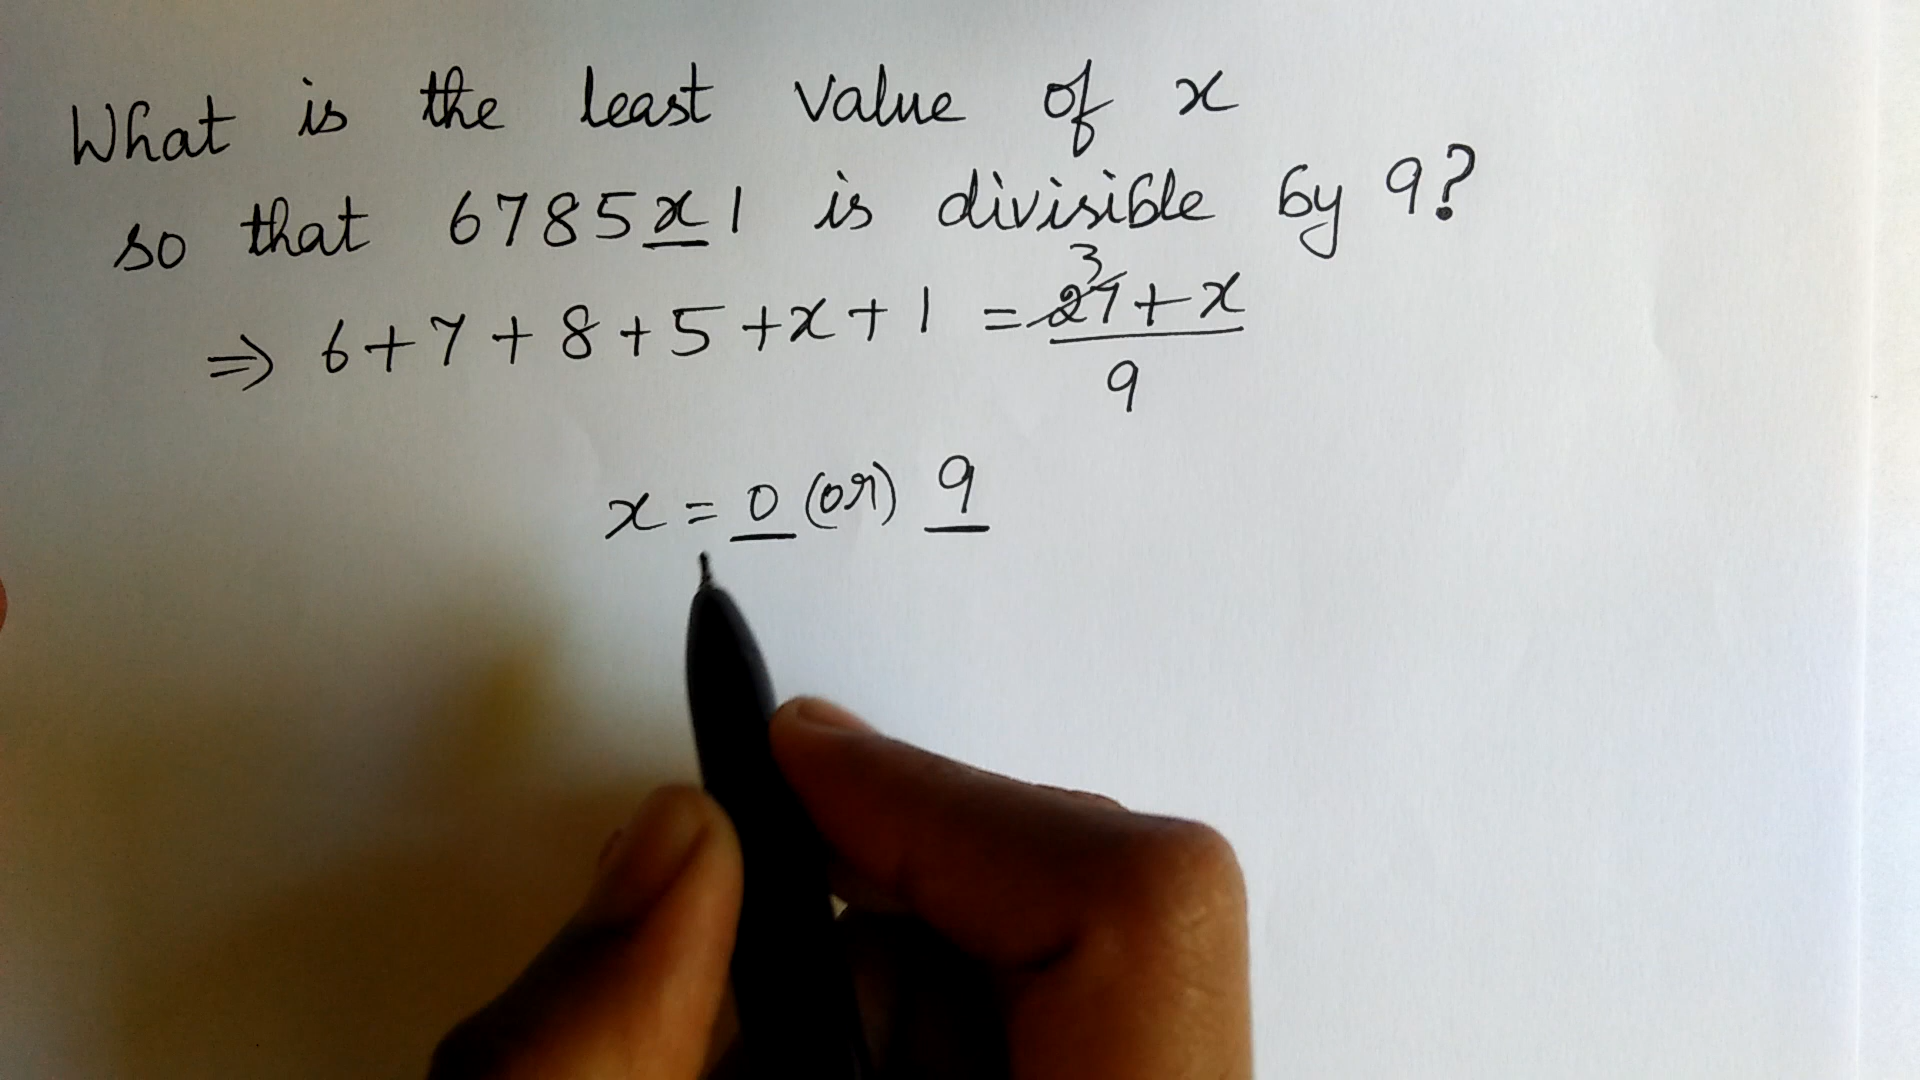 What is the least value of x
so that 6785x1 is divisible by 9?
3
⇒ 6+7+8+5+x+1 = 27+x
9
x = 0 (or) 9